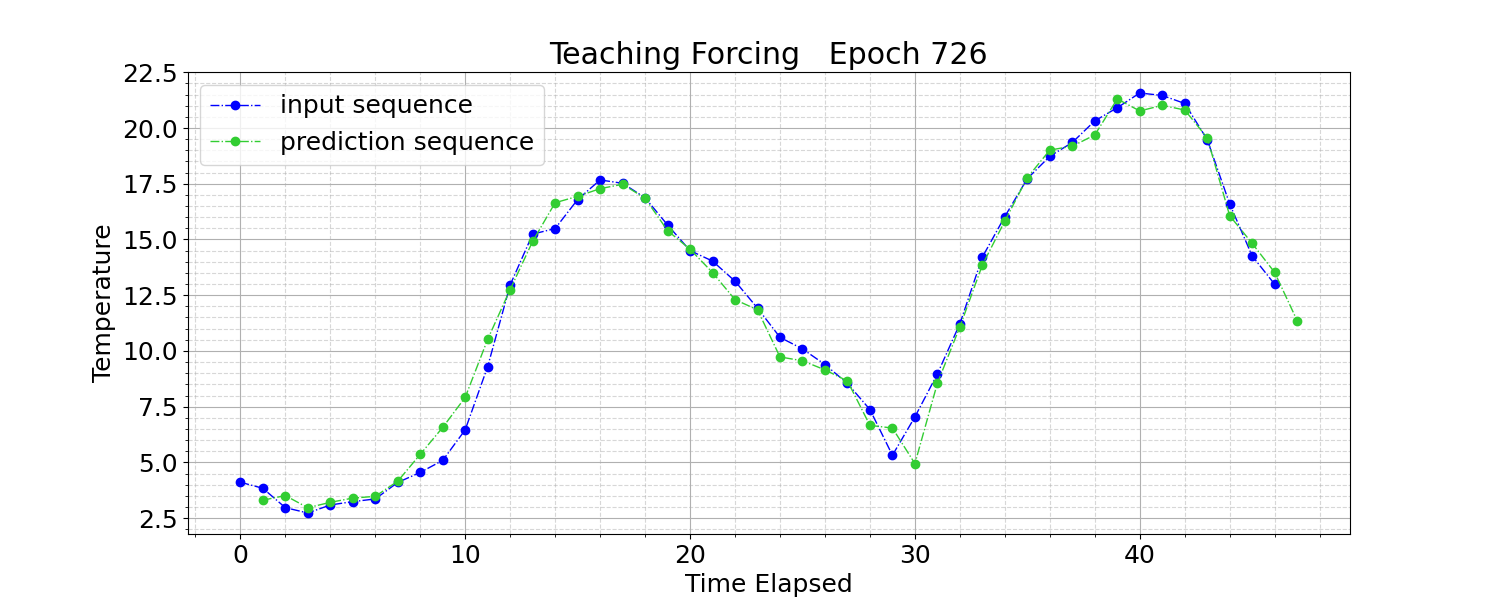 Teaching Forcing   Epoch 726
input sequence
prediction sequence
Temperature
22.5
20.0
17.5
15.0
12.5
10.0
7.5
5.0
2.5
0 10 20 30 40
Time Elapsed